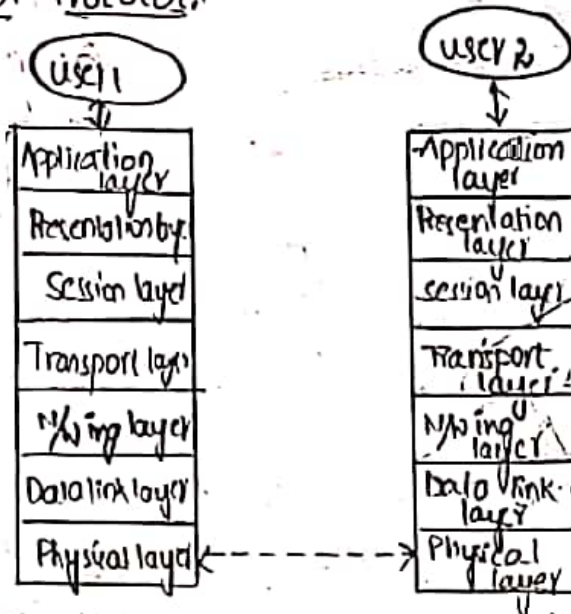 user 1
user 2
Application
layer
Presentation ly.
Session layer
Transport layer
N/W ing layer
Data link layer
Physical layer
Application
layer
Presentation
layer
session layer
Transport
layer
N/W ing
layer
Data link
layer
Physical
layer